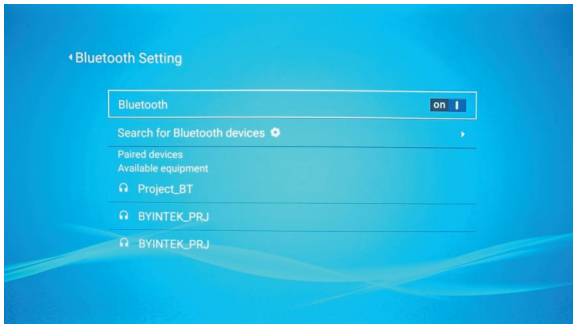 Bluetooth Setting
Bluetooth
on
Search for Bluetooth devices
Paired devices
Available equipment
Project_BT
BYINTEK_PRJ
BYINTEK_PRJ